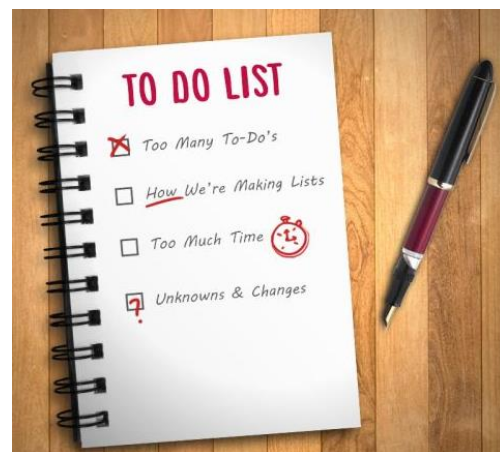 TO DO LIST
Too Many To-Do's
How We're Making Lists
Too Much Time
?
Unknowns & Changes